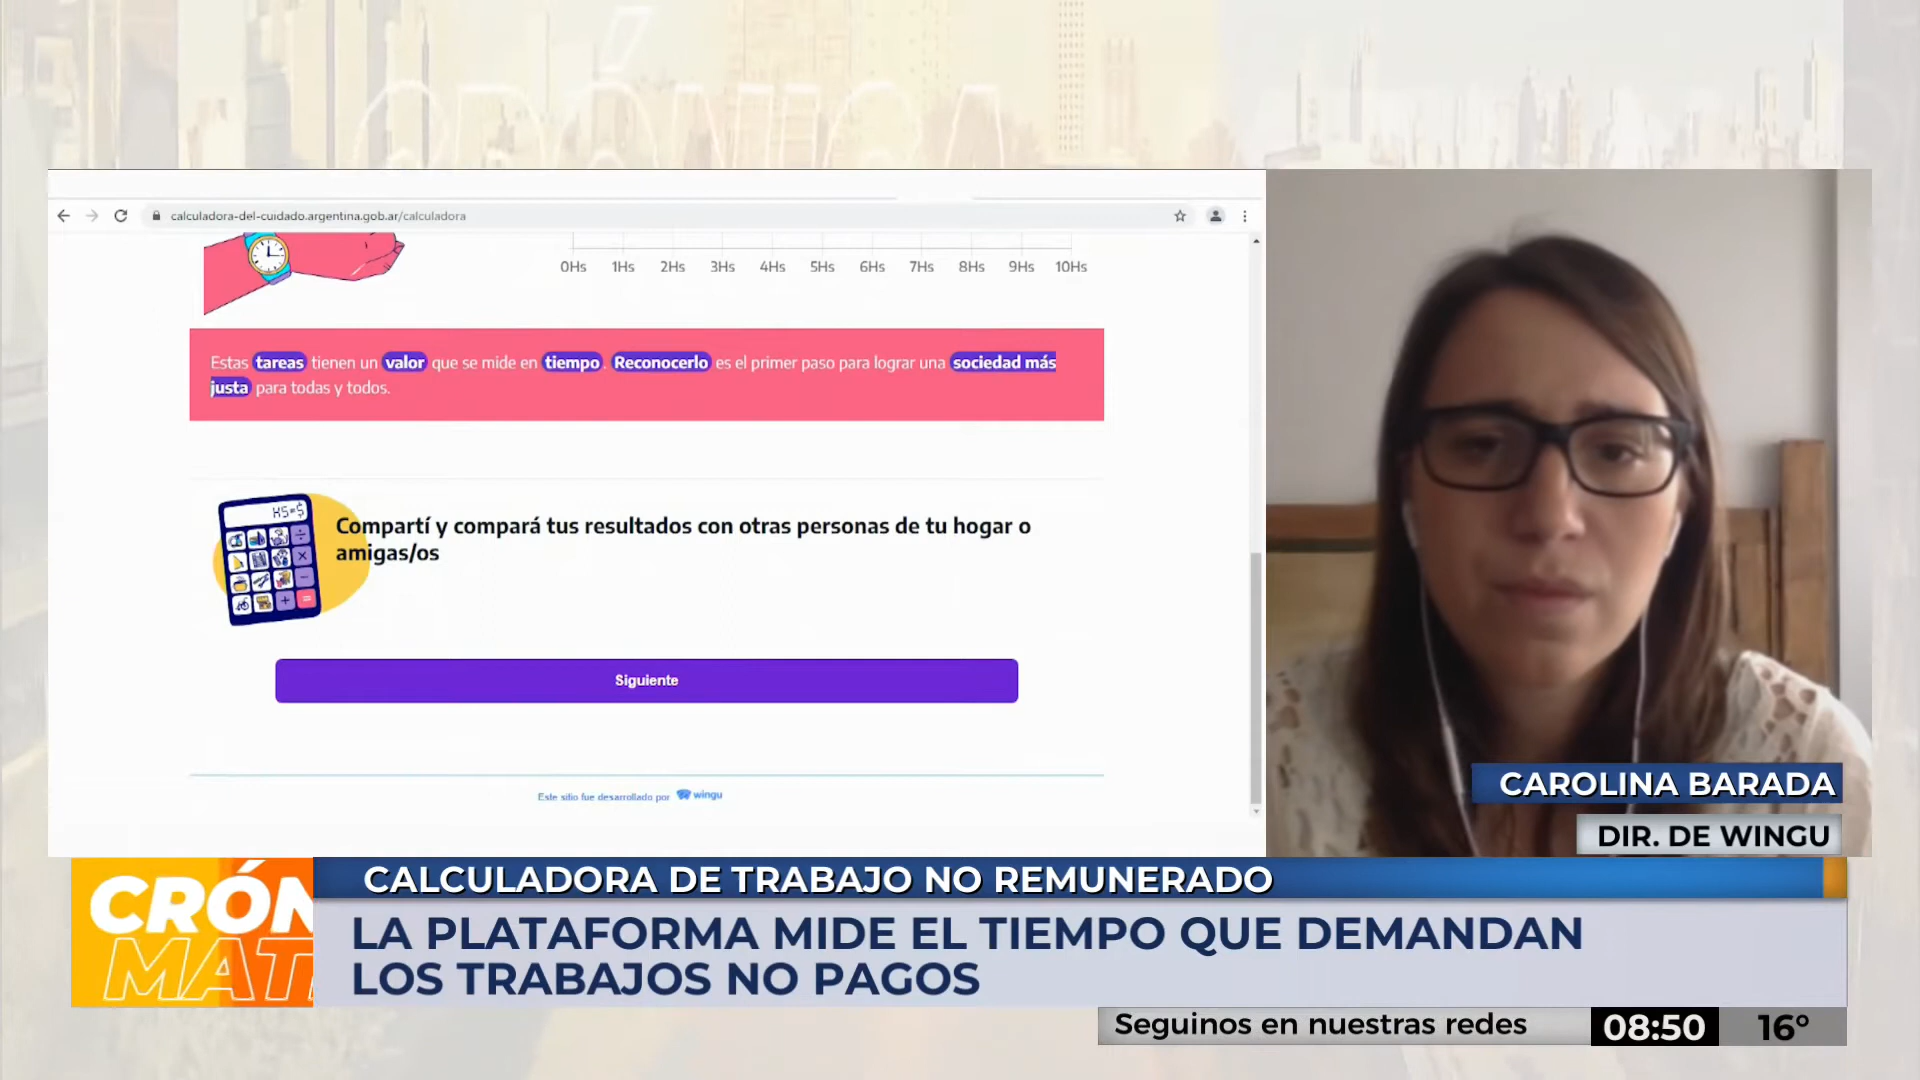 CRONICA
calculadora-del-cuidado.argentina.gob.ar/calculadora
0Hs 1Hs 2Hs 3Hs 4Hs 5Hs 6Hs 7Hs 8Hs 9Hs 10Hs
Estas tareas tienen un valor que se mide en tiempo. Reconocerlo es el primer paso para lograr una sociedad más
justa para todas y todos.
HS=$
Compartí y compará tus resultados con otras personas de tu hogar o
amigas/os
Siguiente
Este sitio fue desarrollado por wingu
CAROLINA BARADA
DIR. DE WINGU
CRÓN
MAT
CALCULADORA DE TRABAJO NO REMUNERADO
LA PLATAFORMA MIDE EL TIEMPO QUE DEMANDAN
LOS TRABAJOS NO PAGOS
Seguinos en nuestras redes 08:50 16°